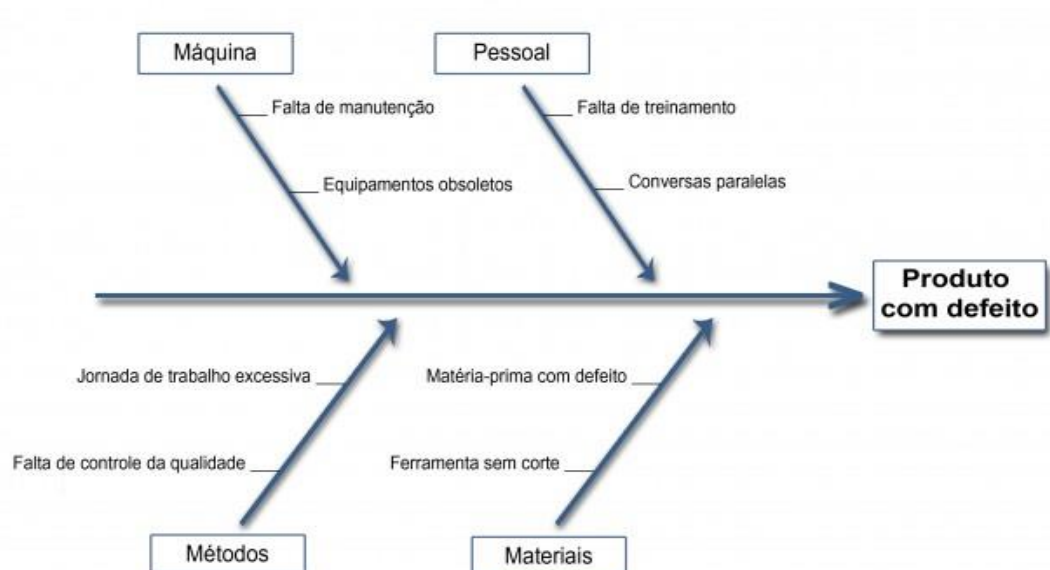 Máquina
Pessoal
Falta de manutenção
Falta de treinamento
Equipamentos obsoletos
Conversas paralelas
Produto
com defeito
Jornada de trabalho excessiva
Matéria-prima com defeito
Falta de controle da qualidade
Ferramenta sem corte
Métodos
Materiais